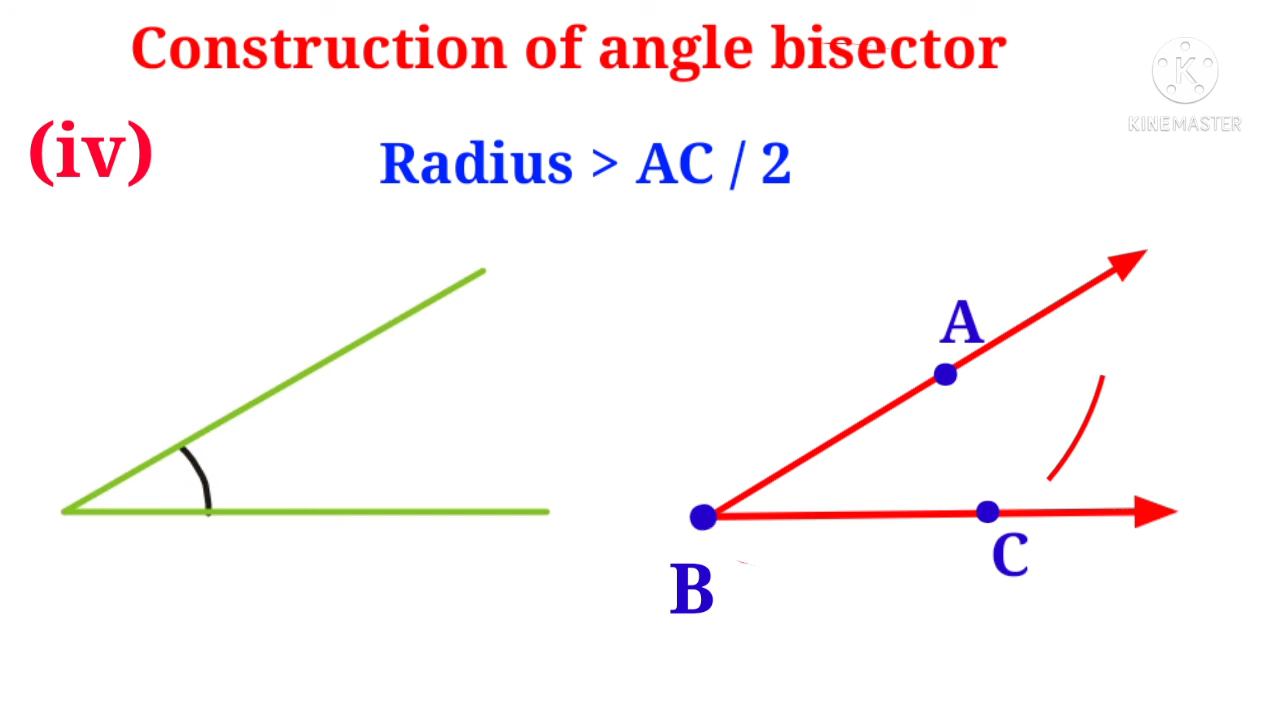 Construction of angle bisector
KINEMASTER
(iv)
Radius > AC / 2
A
C
B